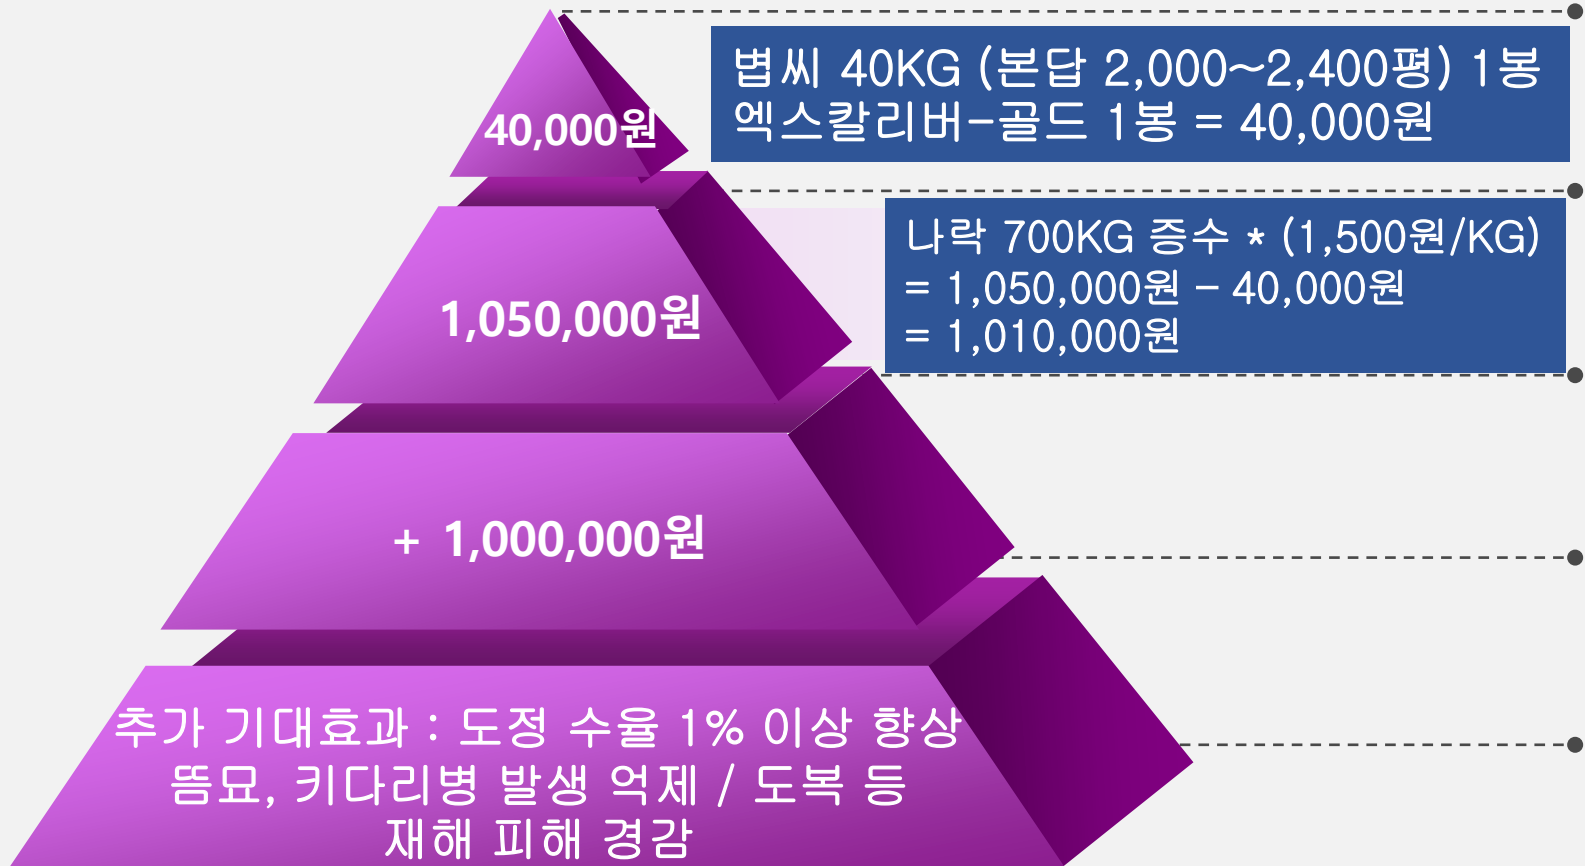 40,000원
볍씨 40KG (본답 2,000~2,400평) 1봉
엑스칼리버-골드 1봉 = 40,000원
1,050,000원
나락 700KG 증수 * (1,500원/KG)
= 1,050,000원 - 40,000원
= 1,010,000원
+ 1,000,000원
추가 기대효과 : 도정 수율 1% 이상 향상
뜸묘, 키다리병 발생 억제 / 도복 등
재해 피해 경감